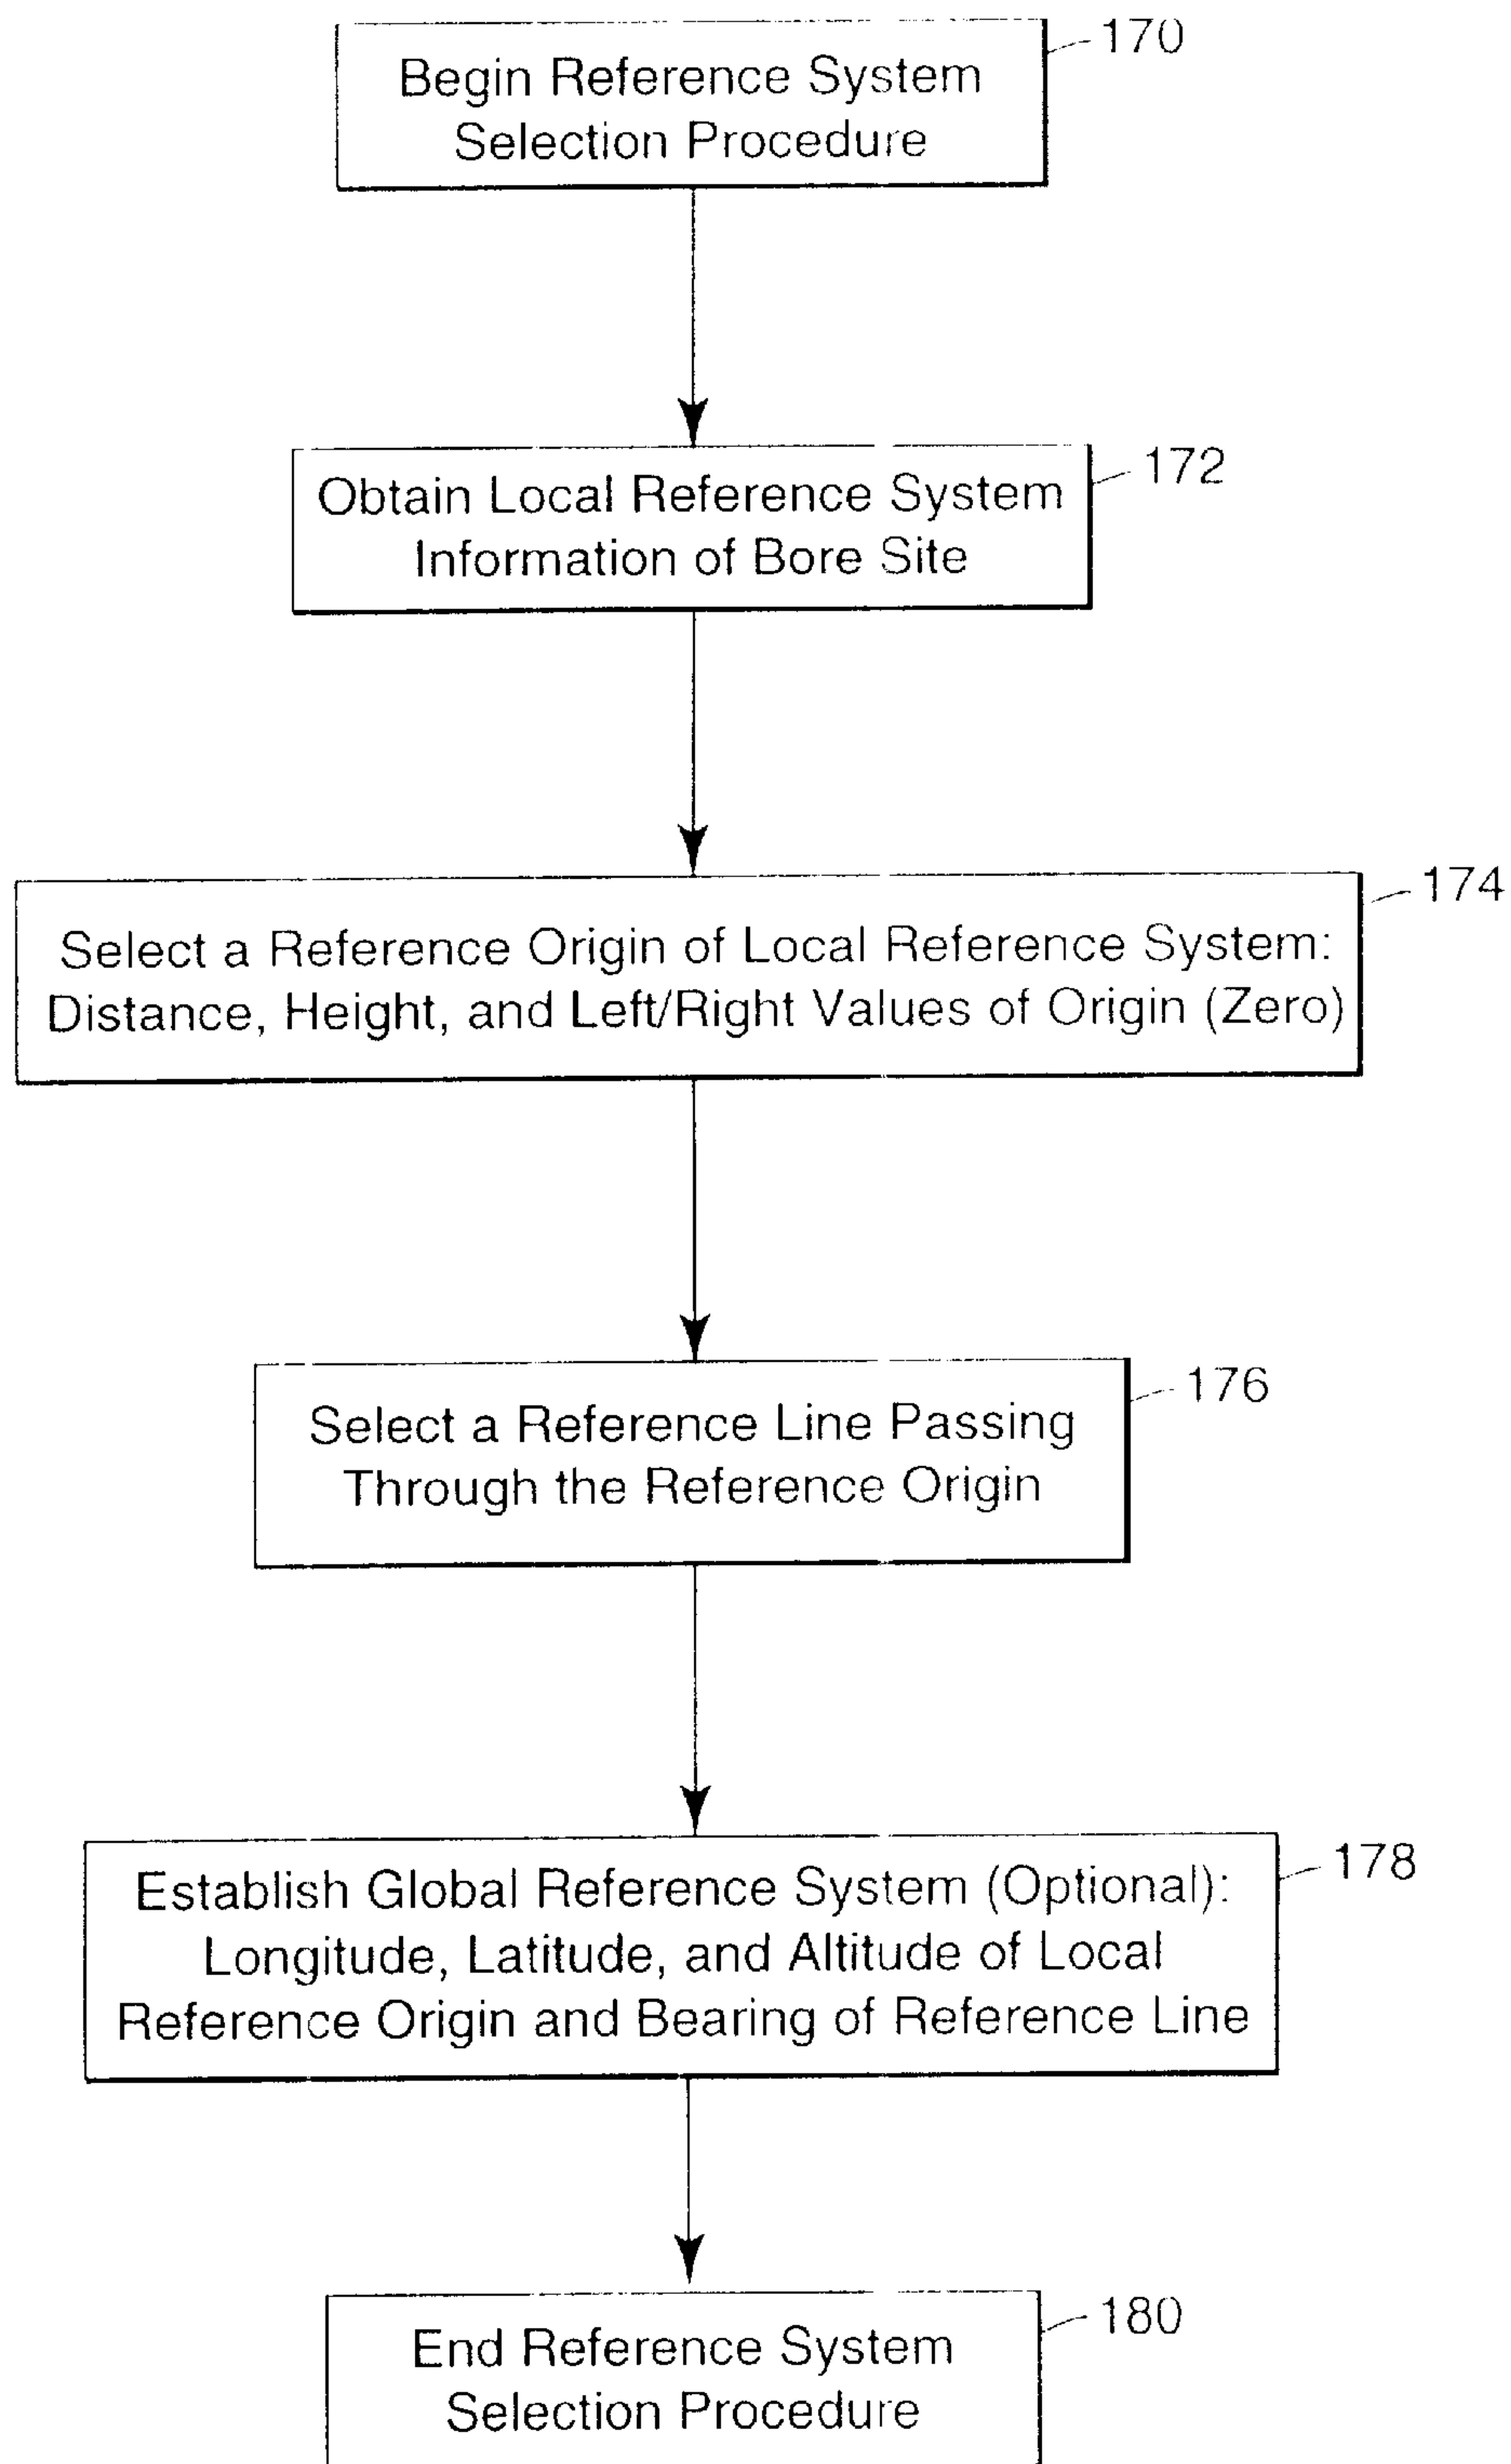 170
Begin Reference System
Selection Procedure
172
Obtain Local Reference System
Information of Bore Site
174
Select a Reference Origin of Local Reference System:
Distance, Height, and Left/Right Values of Origin (Zero)
176
Select a Reference Line Passing
Through the Reference Origin
178
Establish Global Reference System (Optional):
Longitude, Latitude, and Altitude of Local
Reference Origin and Bearing of Reference Line
180
End Reference System
Selection Procedure